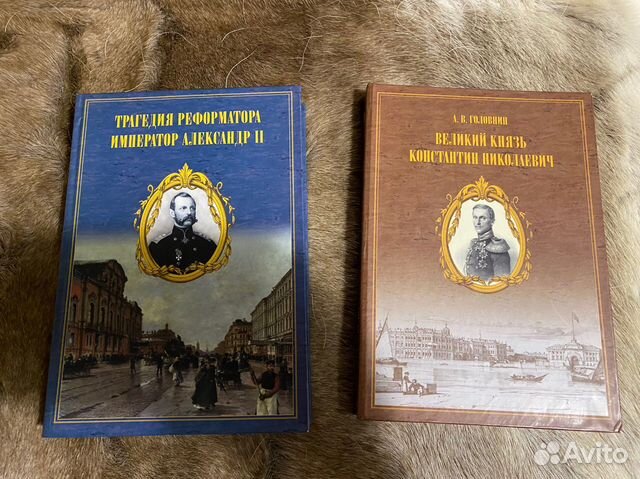 ТРАГЕДИЯ РЕФОРМАТОРА
ИМПЕРАТОР АЛЕКСАНДР II
А. В. ГОЛОВНИН
ВЕЛИКИЙ КНЯЗЬ
КОНСТАНТИН НИКОЛАЕВИЧ
Avito